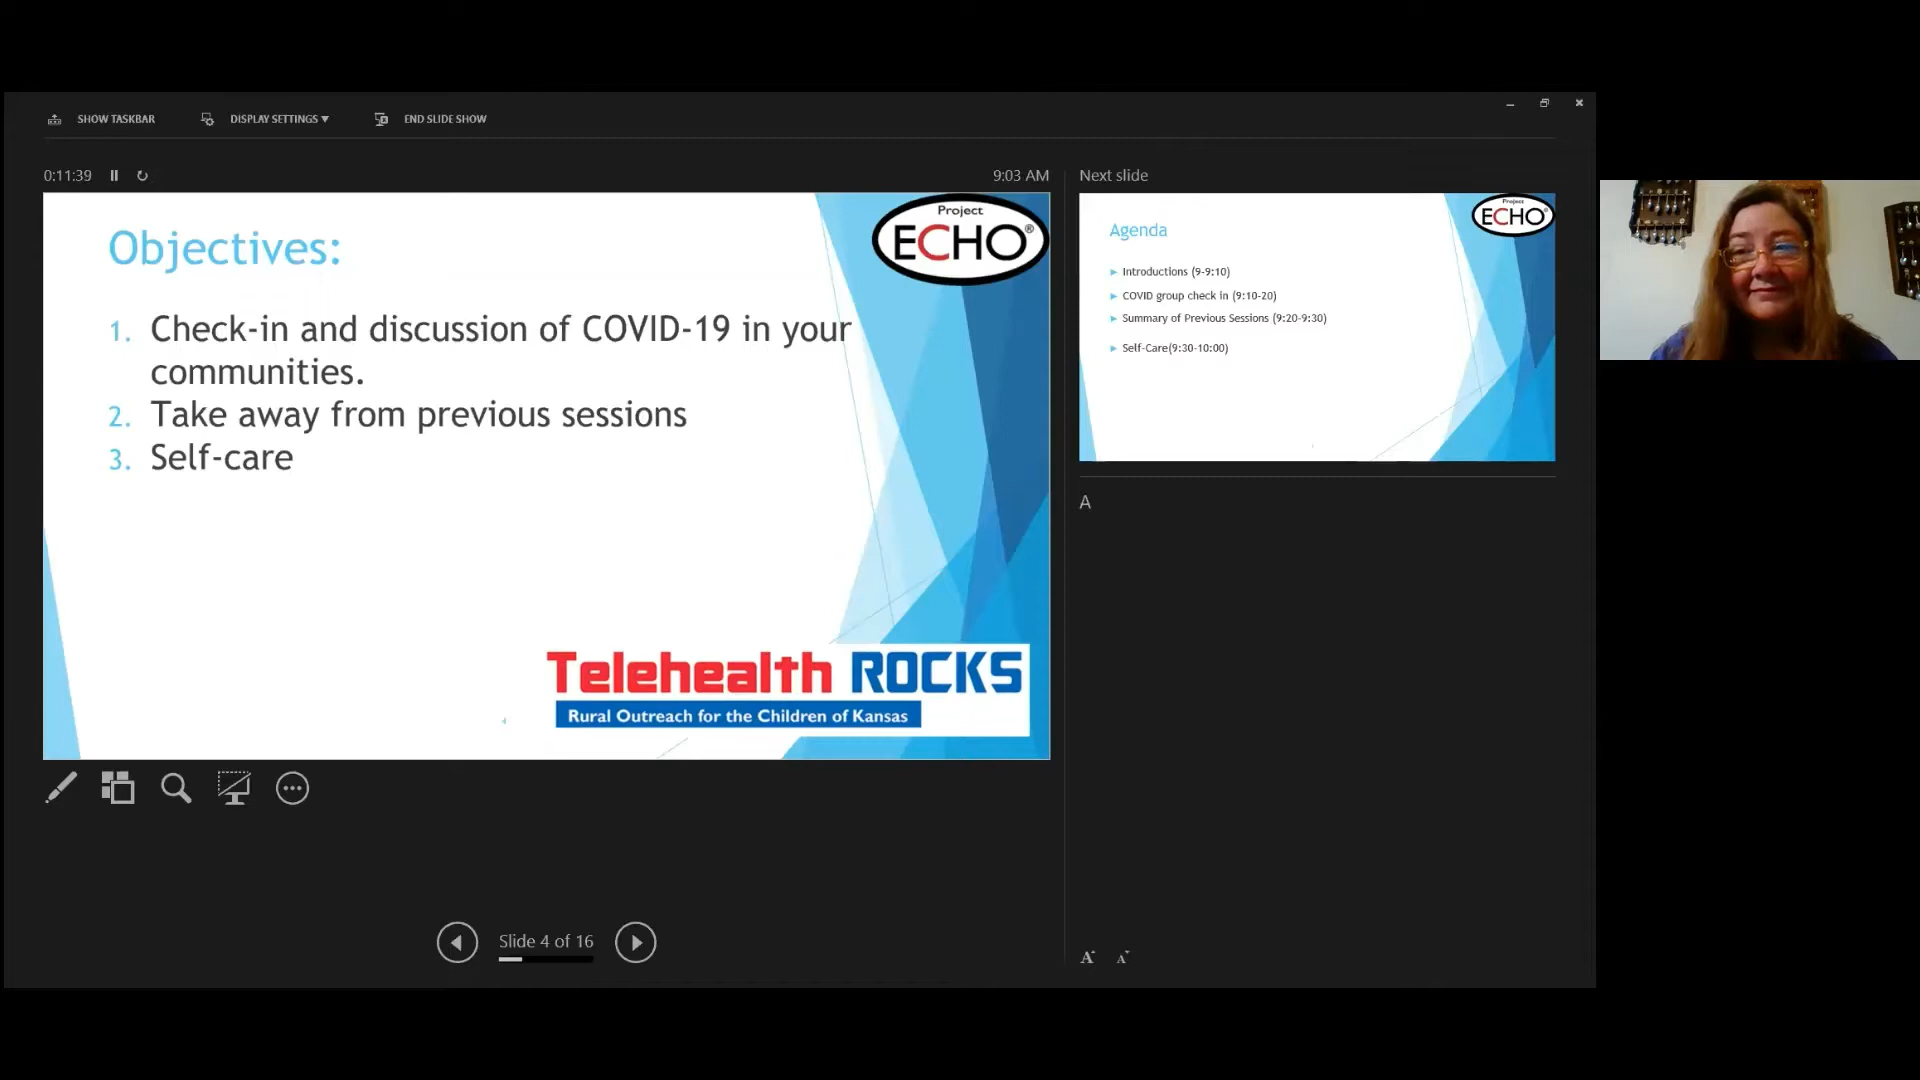 SHOW TASKBAR DISPLAY SETTINGS ▾ END SLIDE SHOW
0:11:39 9:03 AM
Project
ECHO®
Objectives:
1. Check-in and discussion of COVID-19 in your
communities.
2. Take away from previous sessions
3. Self-care
Telehealth ROCKS
Rural Outreach for the Children of Kansas
Slide 4 of 16
Next slide
Project
ECHO®
Agenda
Introductions (9-9:10)
COVID group check in (9:10-20)
Summary of Previous Sessions (9:20-9:30)
Self-Care(9:30-10:00)
A
A A